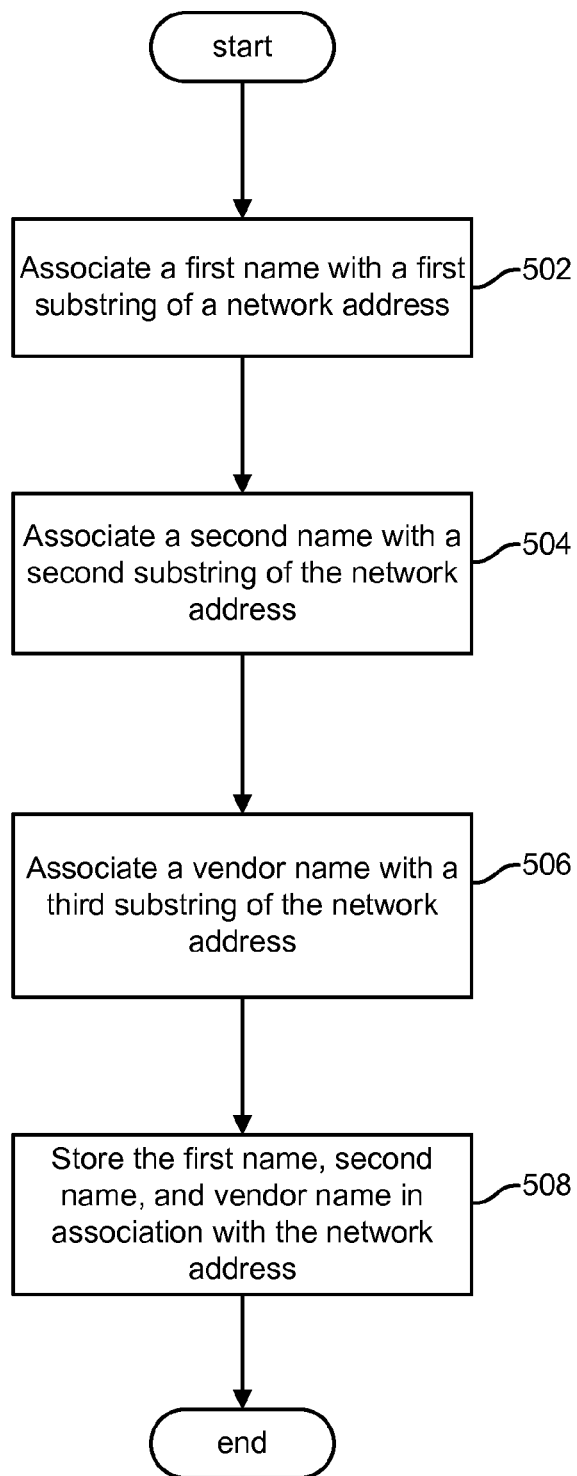 start
Associate a first name with a first
substring of a network address
502
Associate a second name with a
second substring of the network
address
504
Associate a vendor name with a
third substring of the network
address
506
Store the first name, second
name, and vendor name in
association with the network
address
508
end